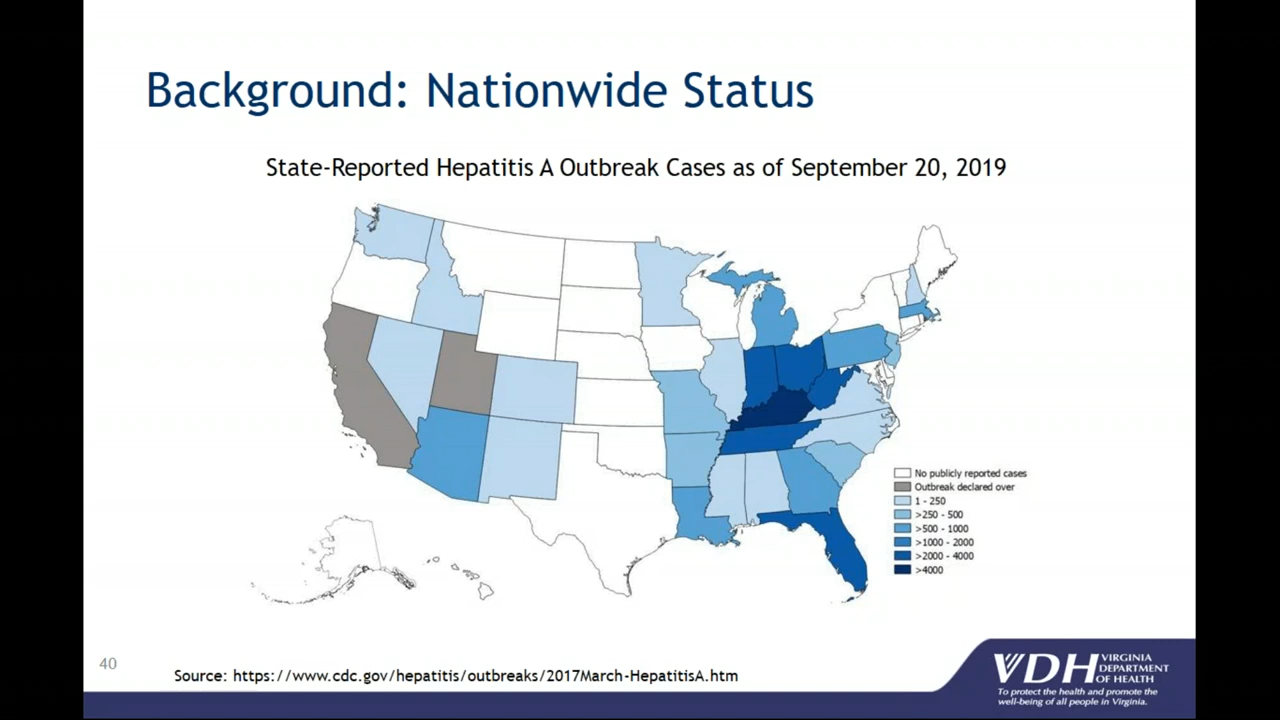 Background: Nationwide Status
State-Reported Hepatitis A Outbreak Cases as of September 20, 2019
No publicly reported cases
Outbreak declared over
1 - 250
>250 - 500
>500 - 1000
>1000 - 2000
>2000 - 4000
>4000
40
Source: https://www.cdc.gov/hepatitis/outbreaks/2017March-HepatitisA.htm
VDH
VIRGINIA
DEPARTMENT
OF HEALTH
To protect the health and promote the
well-being of all people in Virginia.